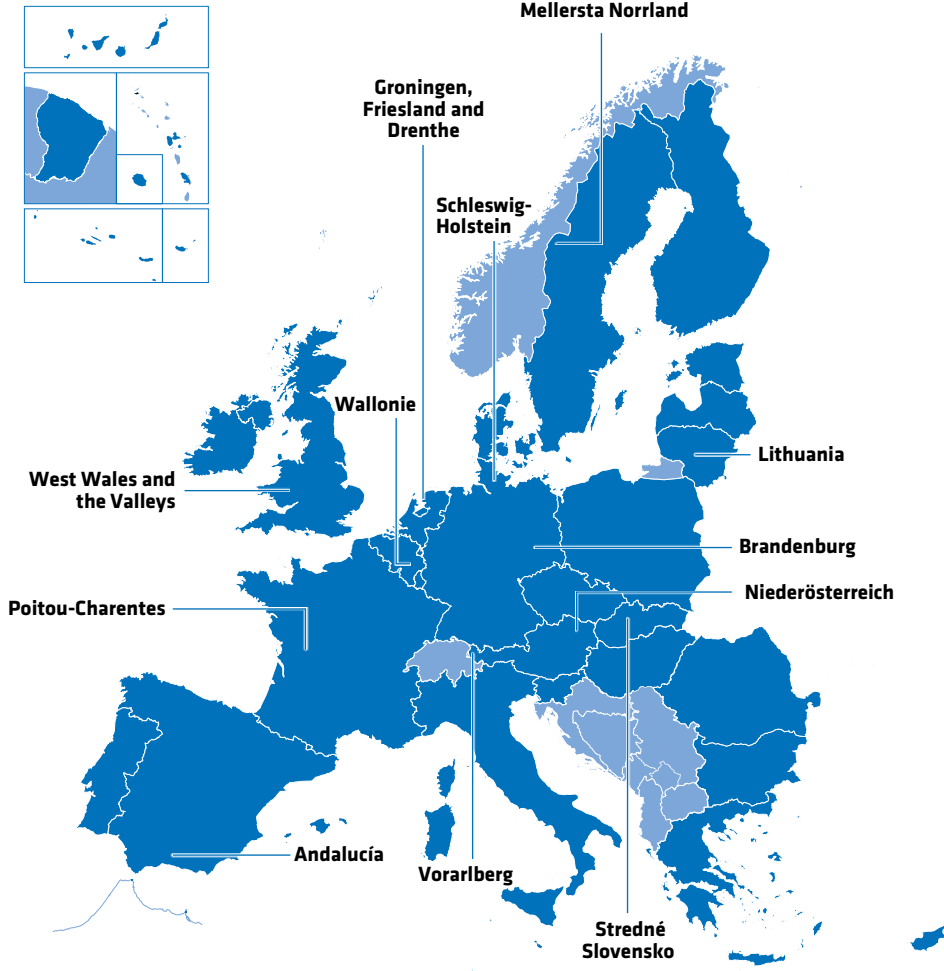 Mellersta Norrland
Groningen,
Friesland and
Drenthe
Schleswig-
Holstein
Wallonie
Lithuania
West Wales and
the Valleys
Brandenburg
Niederösterreich
Poitou-Charentes
Andalucía
Vorarlberg
Stredné
Slovensko